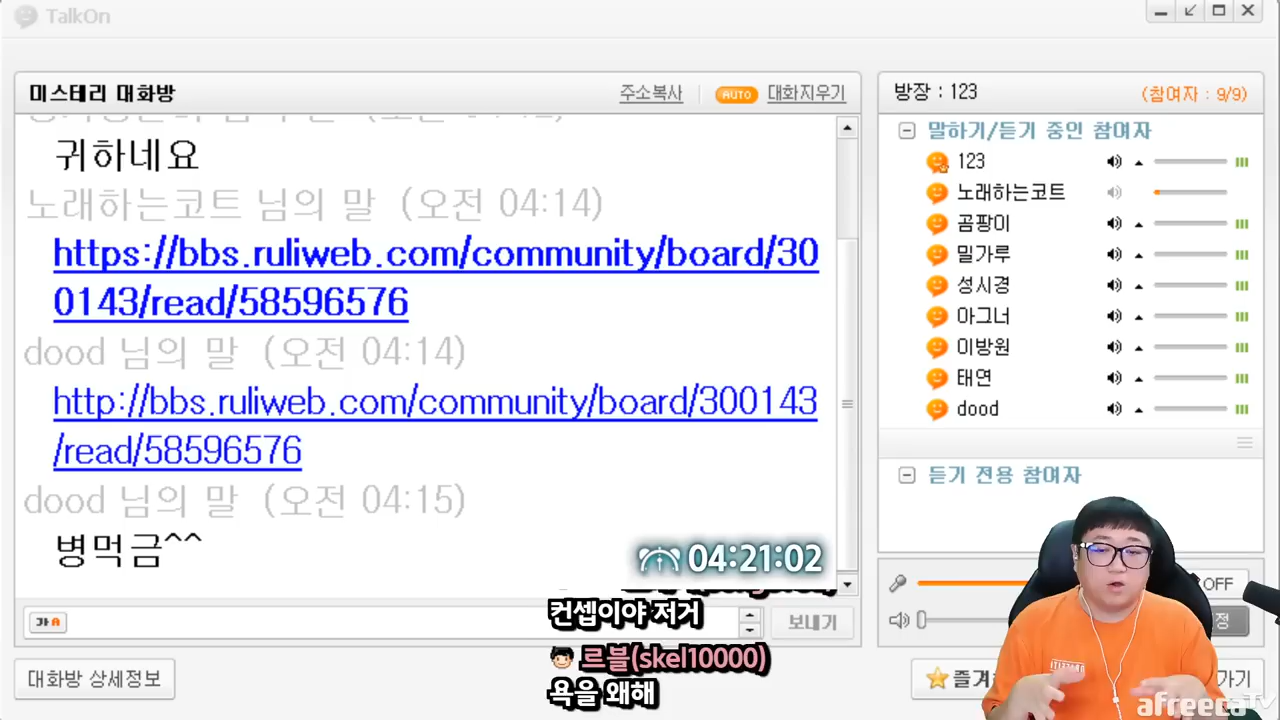 TalkOn
미스테리 대화방
주소복사
AUTO
대화지우기
귀하네요
노래하는코트 님의 말 (오전 04:14)
https://bbs.ruliweb.com/community/board/30
0143/read/58596576
dood 님의 말 (오전 04:14)
http://bbs.ruliweb.com/community/board/300143
/read/58596576
dood 님의 말 (오전 04:15)
병먹금^^
04:21:02
컨셉이야 저거
르블(skel10000)
욕을 왜해
가A
보내기
대화방 상세정보
방장 : 123
(참여자 : 9/9)
말하기/듣기 중인 참여자
123
노래하는코트
곰팡이
밀가루
성시경
아그너
이방원
태연
dood
듣기 전용 참여자
OFF
정
가기
afreecaTV